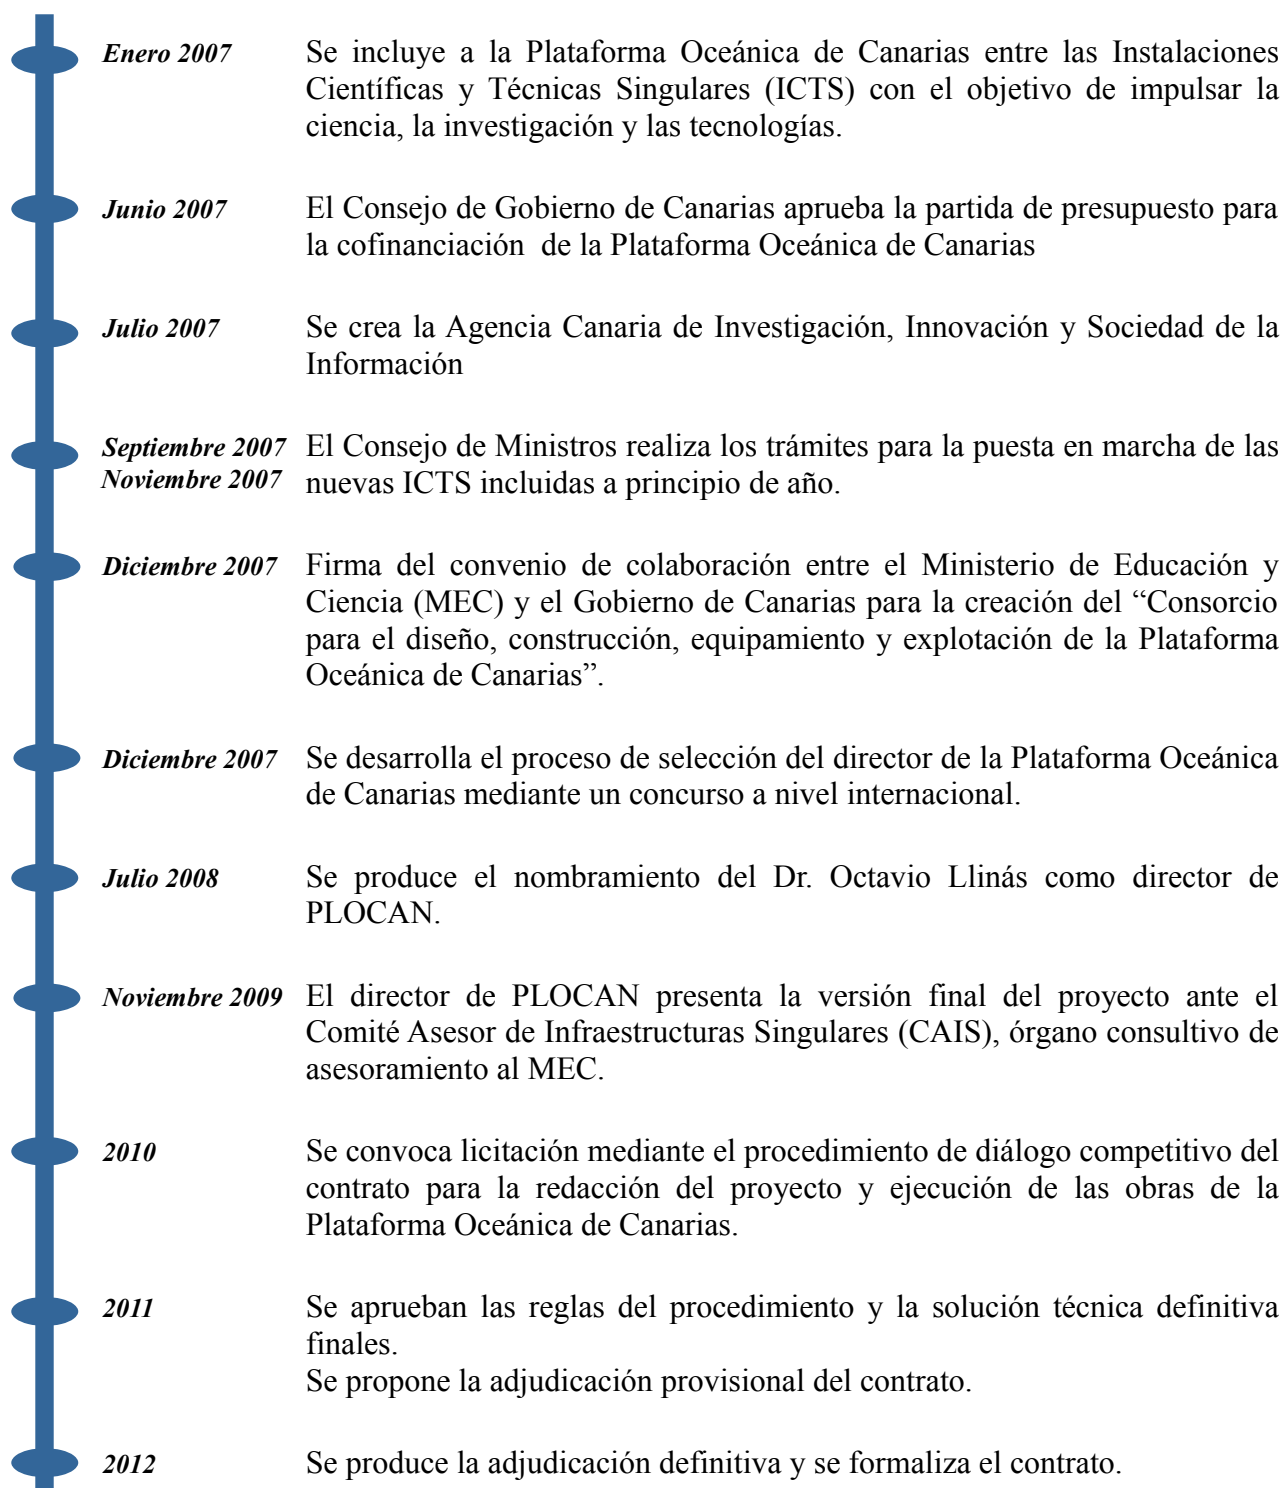 Enero 2007 Se incluye a la Plataforma Oceánica de Canarias entre las Instalaciones
Científicas y Técnicas Singulares (ICTS) con el objetivo de impulsar la
ciencia, la investigación y las tecnologías.
Junio 2007 El Consejo de Gobierno de Canarias aprueba la partida de presupuesto para
la cofinanciación de la Plataforma Oceánica de Canarias
Julio 2007 Se crea la Agencia Canaria de Investigación, Innovación y Sociedad de la
Información
Septiembre 2007 El Consejo de Ministros realiza los trámites para la puesta en marcha de las
Noviembre 2007 nuevas ICTS incluidas a principio de año.
Diciembre 2007 Firma del convenio de colaboración entre el Ministerio de Educación y
Ciencia (MEC) y el Gobierno de Canarias para la creación del “Consorcio
para el diseño, construcción, equipamiento y explotación de la Plataforma
Oceánica de Canarias”.
Diciembre 2007 Se desarrolla el proceso de selección del director de la Plataforma Oceánica
de Canarias mediante un concurso a nivel internacional.
Julio 2008 Se produce el nombramiento del Dr. Octavio Llinás como director de
PLOCAN.
Noviembre 2009 El director de PLOCAN presenta la versión final del proyecto ante el
Comité Asesor de Infraestructuras Singulares (CAIS), órgano consultivo de
asesoramiento al MEC.
2010 Se convoca licitación mediante el procedimiento de diálogo competitivo del
contrato para la redacción del proyecto y ejecución de las obras de la
Plataforma Oceánica de Canarias.
2011 Se aprueban las reglas del procedimiento y la solución técnica definitiva
finales.
Se propone la adjudicación provisional del contrato.
2012 Se produce la adjudicación definitiva y se formaliza el contrato.